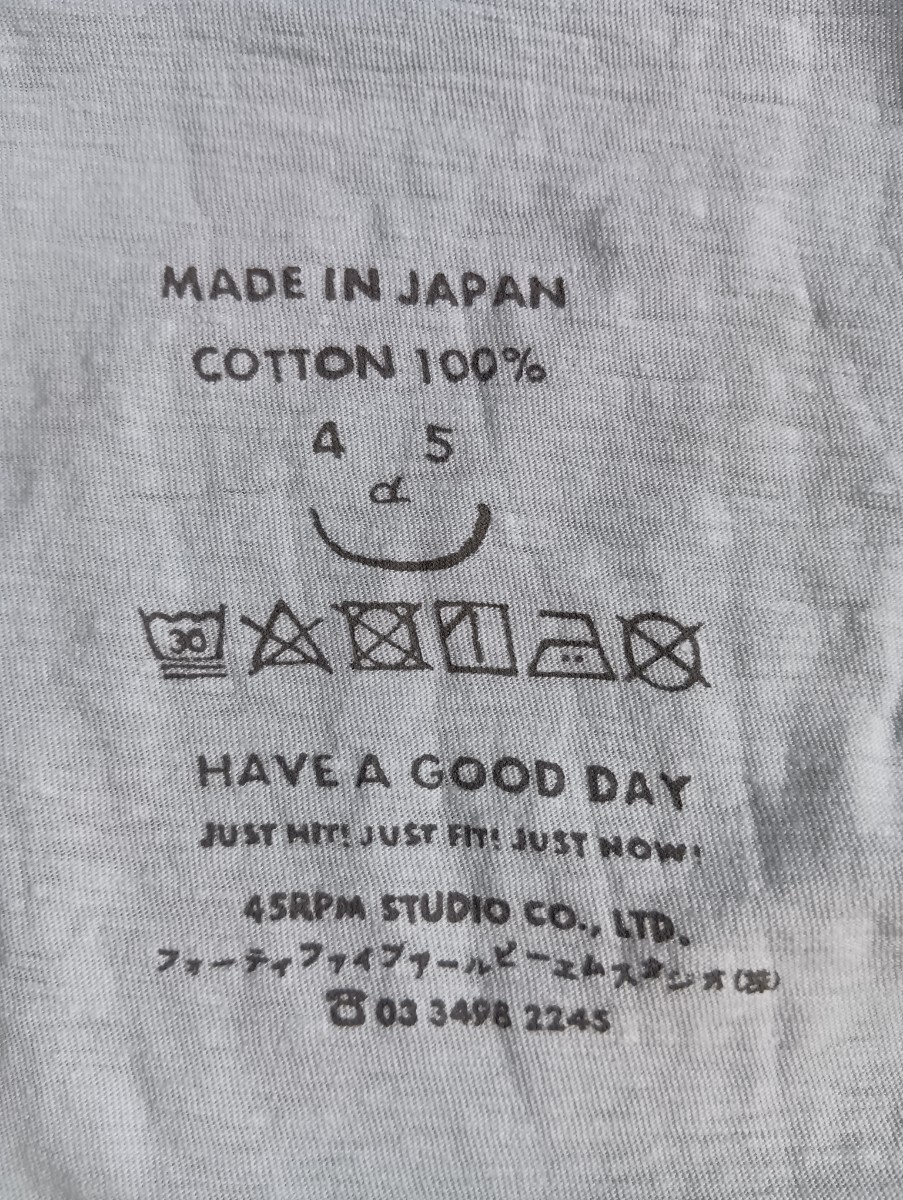 MADE IN JAPAN
COTTON 100%
4 5
R
30
HAVE A GOOD DAY
JUST HIT! JUST FIT! JUST NOW!
45RPM STUDIO CO., LTD.
フォーティファイブアールピーエムスタジオ(株)
☎ 03 3498 2245